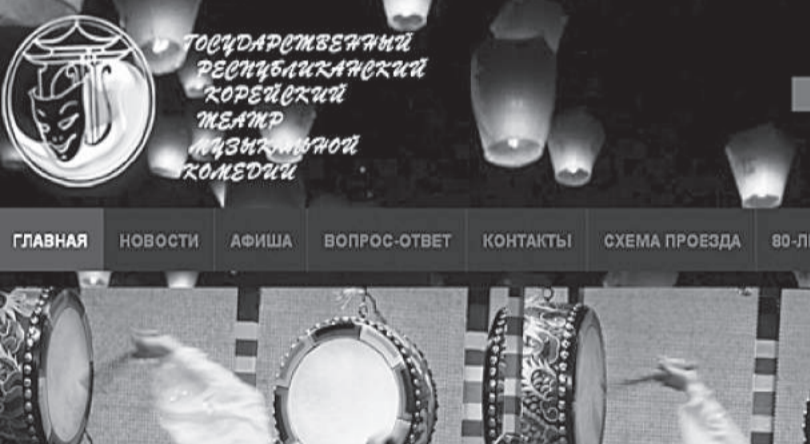 ГОСУДАРСТВЕННЫЙ
РЕСПУБЛИКАНСКИЙ
КОРЕЙСКИЙ
ТЕАТР
МУЗЫКАЛЬНОЙ
КОМЕДИИ
ГЛАВНАЯ НОВОСТИ АФИША ВОПРОС-ОТВЕТ КОНТАКТЫ СХЕМА ПРОЕЗДА